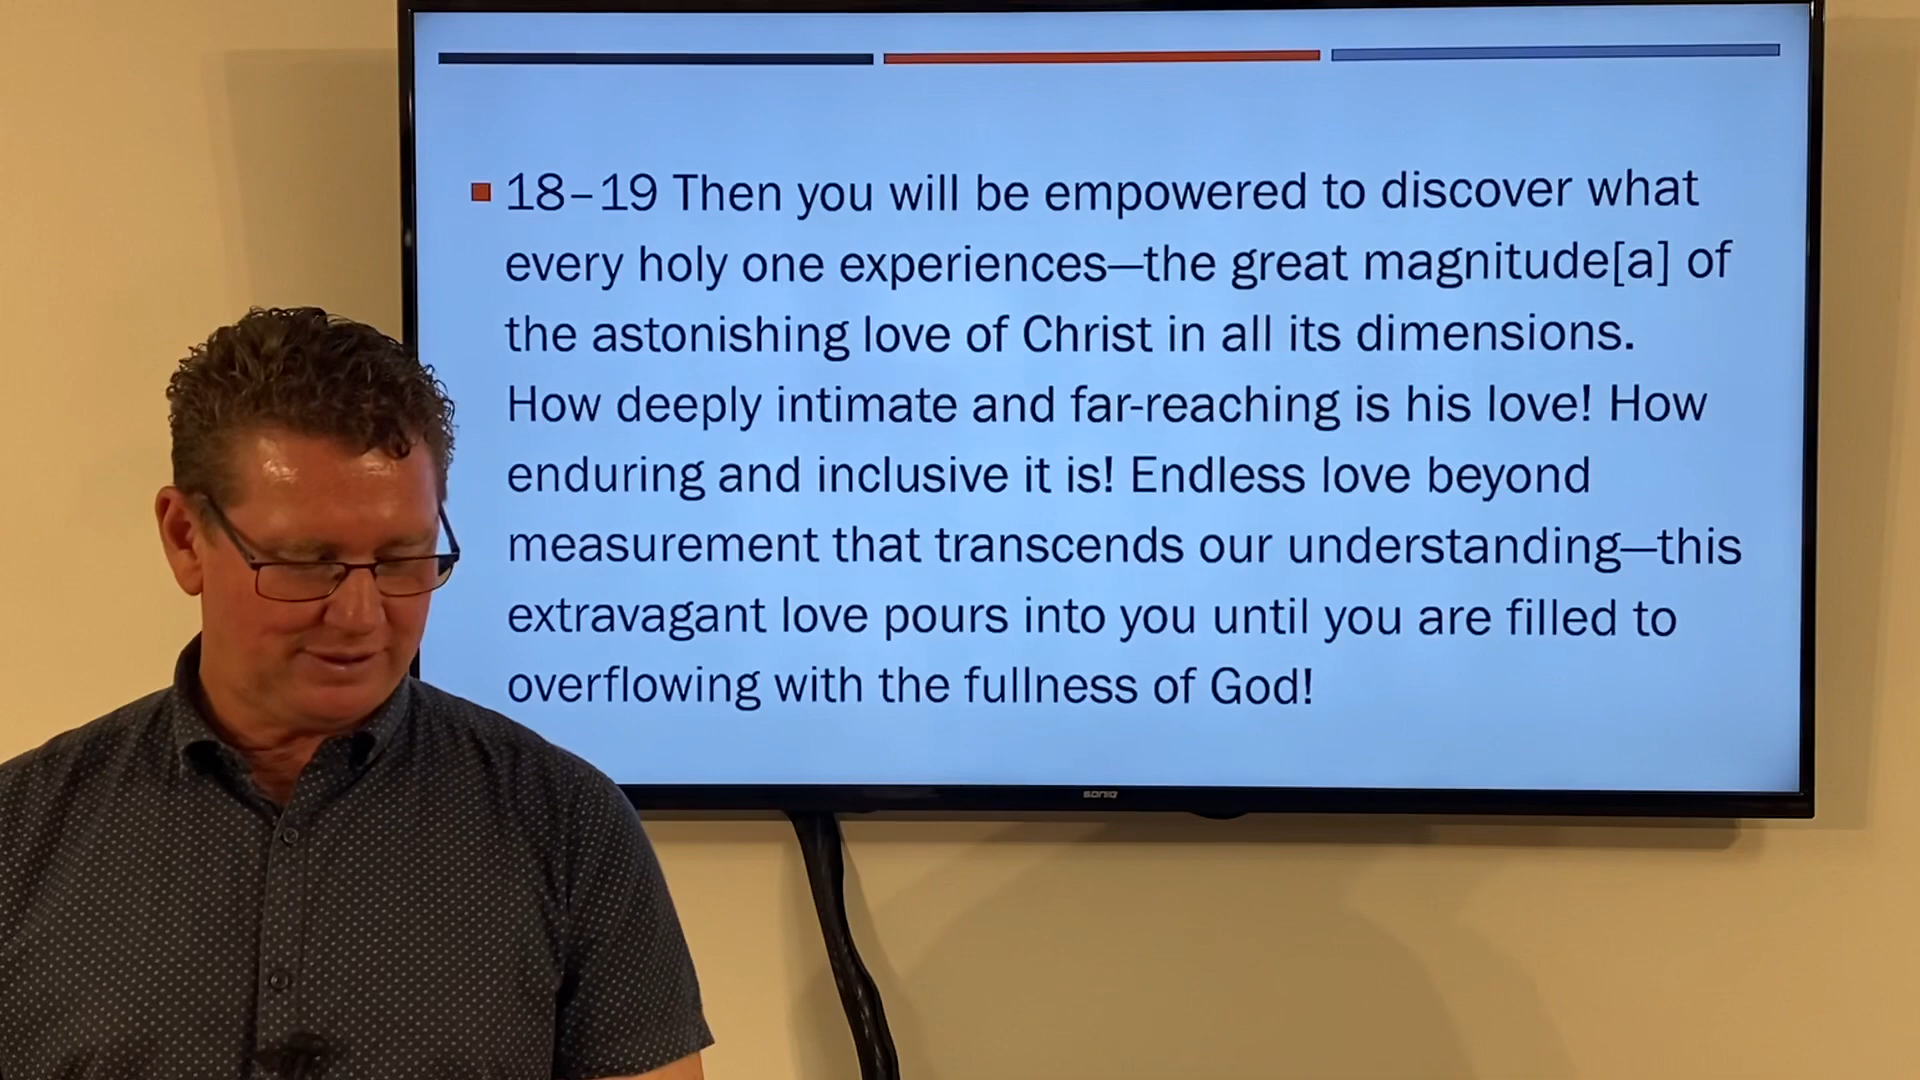 18–19 Then you will be empowered to discover what
every holy one experiences—the great magnitude[a] of
the astonishing love of Christ in all its dimensions.
How deeply intimate and far-reaching is his love! How
enduring and inclusive it is! Endless love beyond
measurement that transcends our understanding—this
extravagant love pours into you until you are filled to
overflowing with the fullness of God!
soniq